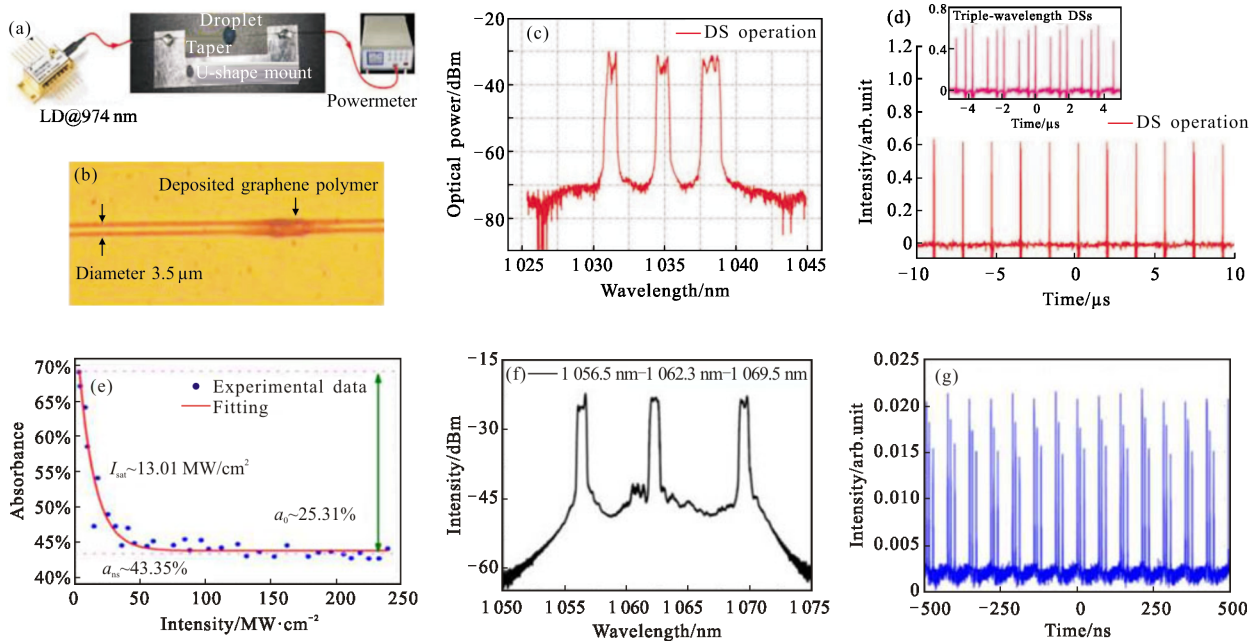 (a)
Droplet
Taper
U-shape mount
Powermeter
LD@974 nm
(b)
Deposited graphene polymer
Diameter 3.5 µm
(c)
DS operation
Optical power/dBm
−20
−40
−60
−80
1 025 1 030 1 035 1 040 1 045
Wavelength/nm
(d)
Triple-wavelength DSs
0.8
0.4
0
−4 −2 0 2 4
Time/µs
DS operation
Intensity/arb.unit
1.2
1.0
0.8
0.6
0.4
0.2
0
−10 −5 0 5 10
Time/µs
(e)
Experimental data
Fitting
Isat~13.01 MW/cm²
a0~25.31%
ans~43.35%
Absorbance
70%
65%
60%
55%
50%
45%
40%
0 50 100 150 200 250
Intensity/MW·cm⁻²
(f)
1 056.5 nm−1 062.3 nm−1 069.5 nm
Intensity/dBm
−15
−30
−45
−60
1 050 1 055 1 060 1 065 1 070 1 075
Wavelength/nm
(g)
Intensity/arb.unit
0.025
0.020
0.015
0.010
0.005
0
−500 −250 0 250 500
Time/ns